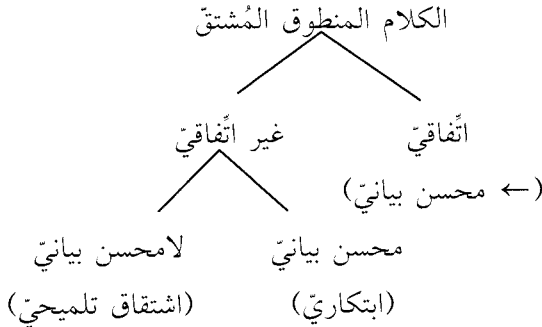 الكلام المنطوق المُشتقّ
اتِّفاقيّ غير اتِّفاقيّ
(← محسن بيانيّ)
محسن بيانيّ لامحسن بيانيّ
(ابتكاريّ) (اشتقاق تلميحيّ)